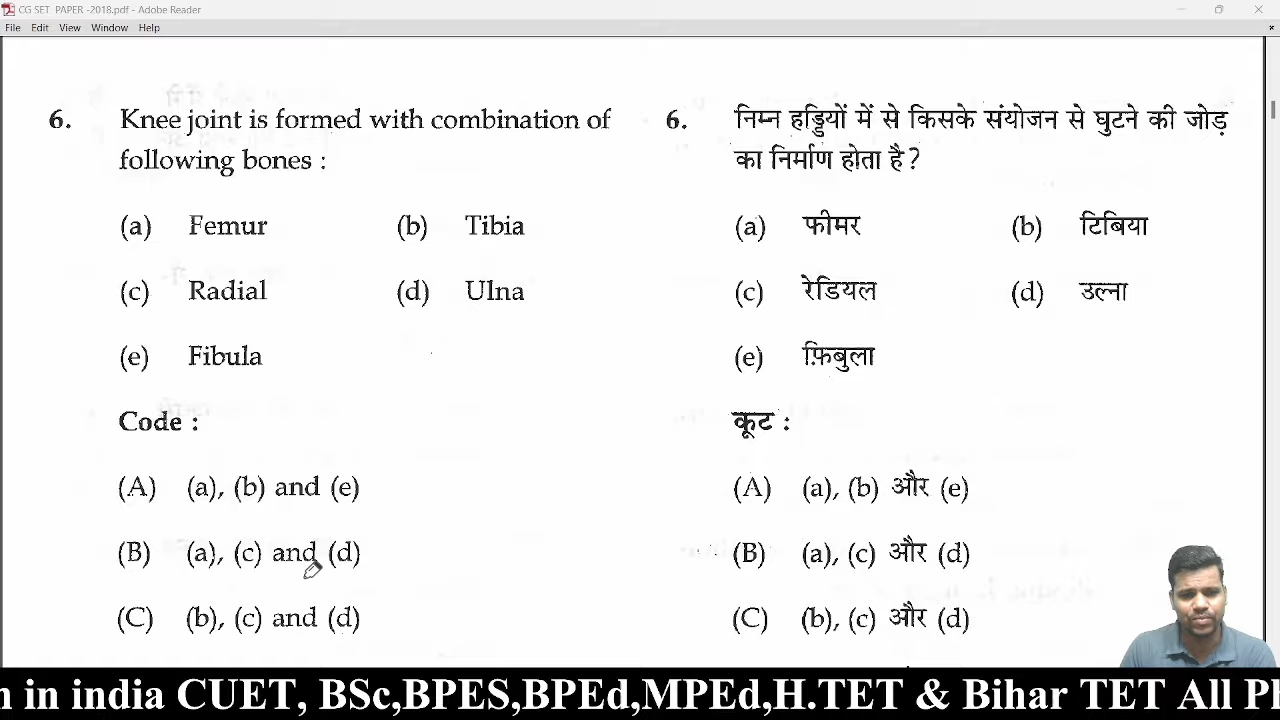 CG SET PAPER -2018.pdf - Adobe Reader
File Edit View Window Help
6. Knee joint is formed with combination of
following bones :
(a) Femur (b) Tibia
(c) Radial (d) Ulna
(e) Fibula
Code :
(A) (a), (b) and (e)
(B) (a), (c) and (d)
(C) (b), (c) and (d)
6. निम्न हड्डियों में से किसके संयोजन से घुटने की जोड़
का निर्माण होता है?
(a) फीमर (b) टिबिया
(c) रेडियल (d) उल्ना
(e) फ़िबुला
कूट :
(A) (a), (b) और (e)
(B) (a), (c) और (d)
(C) (b), (c) और (d)
in india CUET, BSc,BPES,BPEd,MPEd,H.TET & Bihar TET All